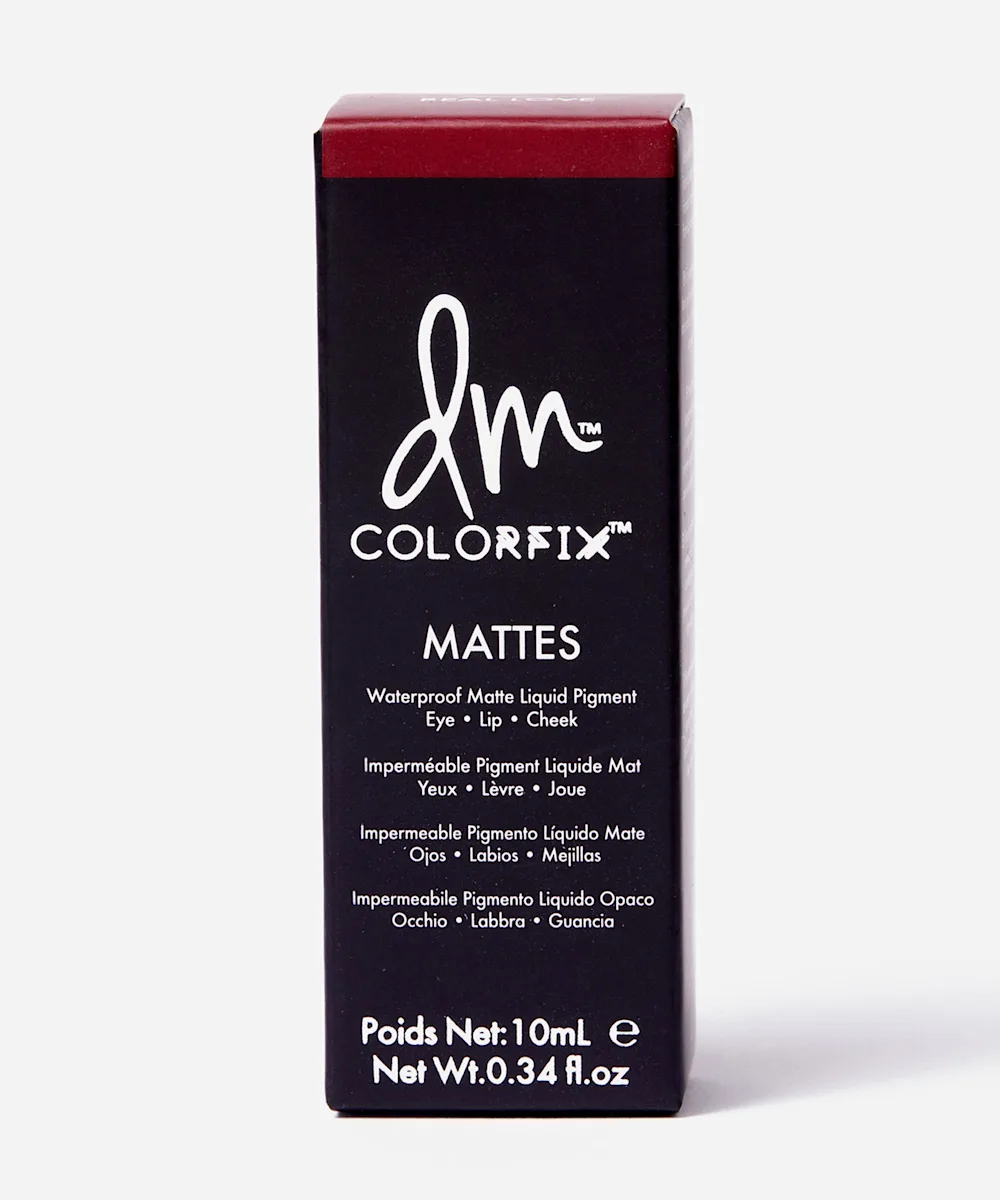 REAL LOVE
dm™
COLORFIX™
MATTES
Waterproof Matte Liquid Pigment
Eye • Lip • Cheek
Imperméable Pigment Liquide Mat
Yeux • Lèvre • Joue
Impermeable Pigmento Líquido Mate
Ojos • Labios • Mejillas
Impermeabile Pigmento Liquido Opaco
Occhio • Labbra • Guancia
Poids Net:10mL ℮
Net Wt.0.34 fl.oz